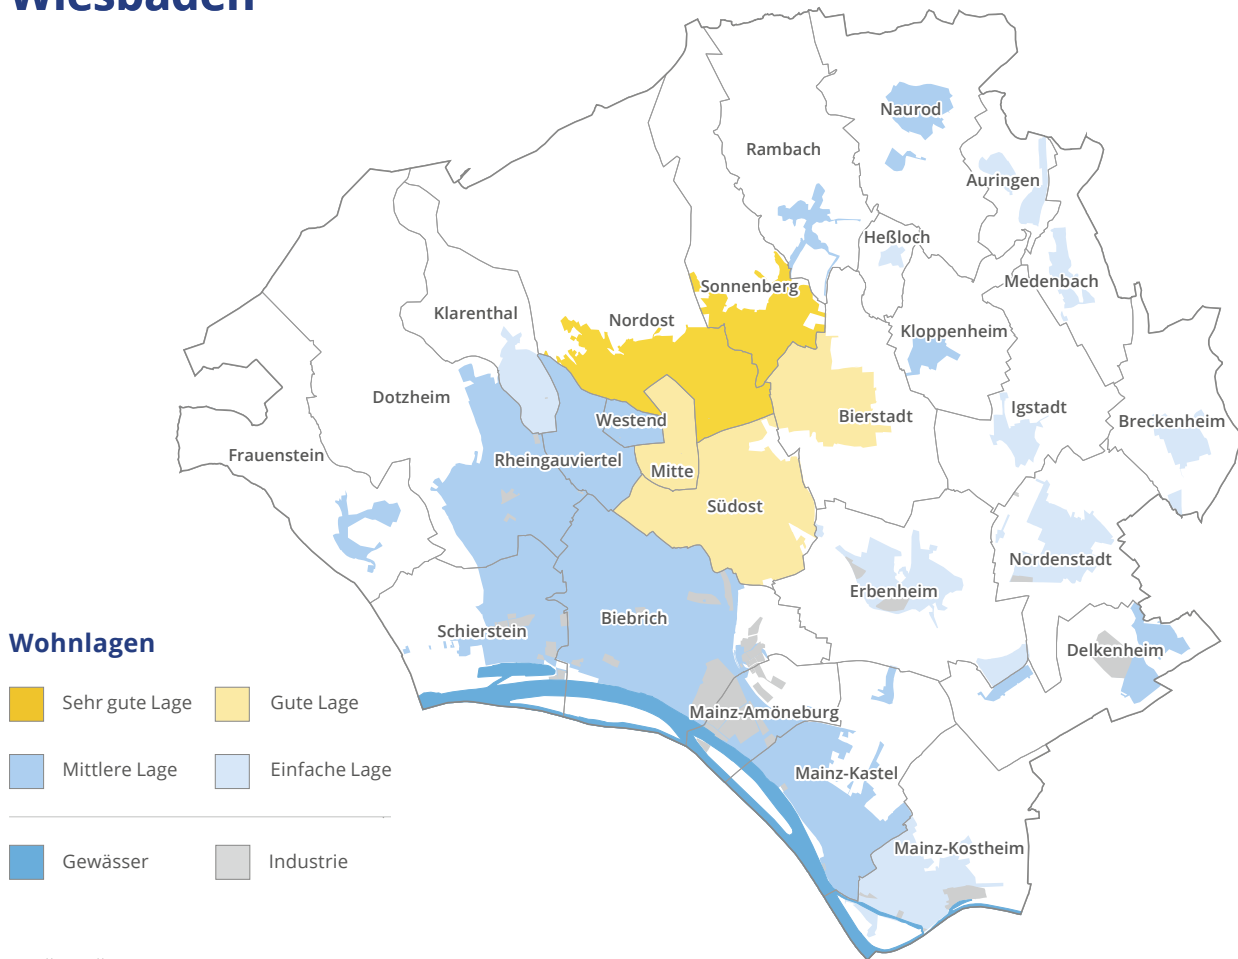 Wiesbaden
Naurod
Rambach
Auringen
Heßloch
Medenbach
Sonnenberg
Klarenthal
Nordost
Kloppenheim
Dotzheim
Igstadt
Westend
Bierstadt
Breckenheim
Frauenstein
Rheingauviertel
Mitte
Südost
Nordenstadt
Erbenheim
Biebrich
Schierstein
Delkenheim
Mainz-Amöneburg
Mainz-Kastel
Mainz-Kostheim
Wohnlagen
Sehr gute Lage
Gute Lage
Mittlere Lage
Einfache Lage
Gewässer
Industrie